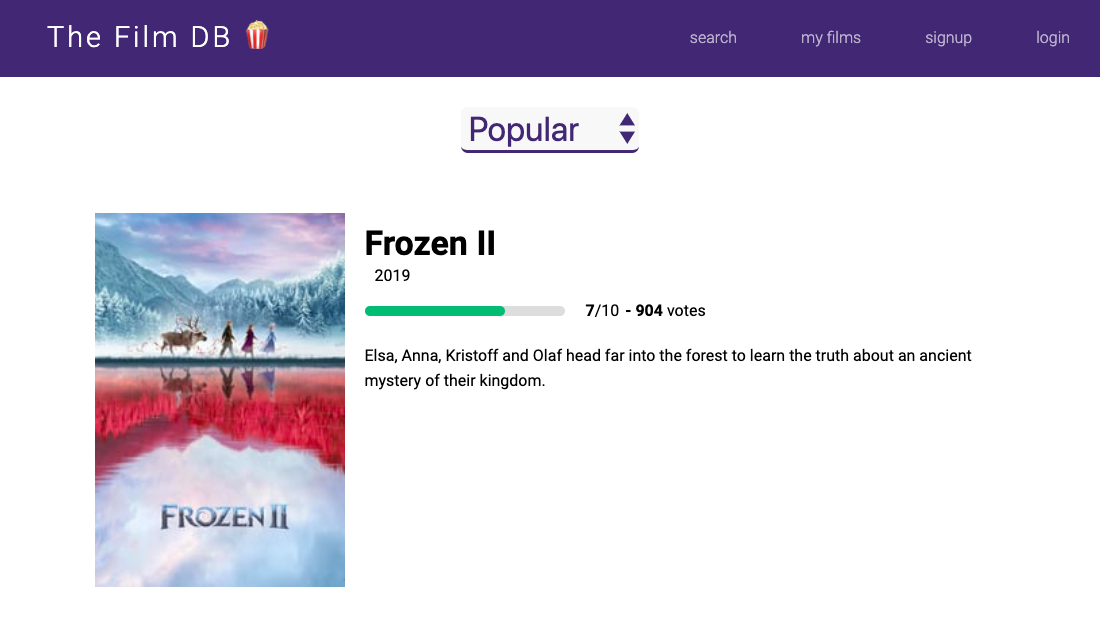 The Film DB 🍿
search my films signup login
Popular
Frozen II
2019
7/10 - 904 votes
Elsa, Anna, Kristoff and Olaf head far into the forest to learn the truth about an ancient
mystery of their kingdom.
FROZEN II